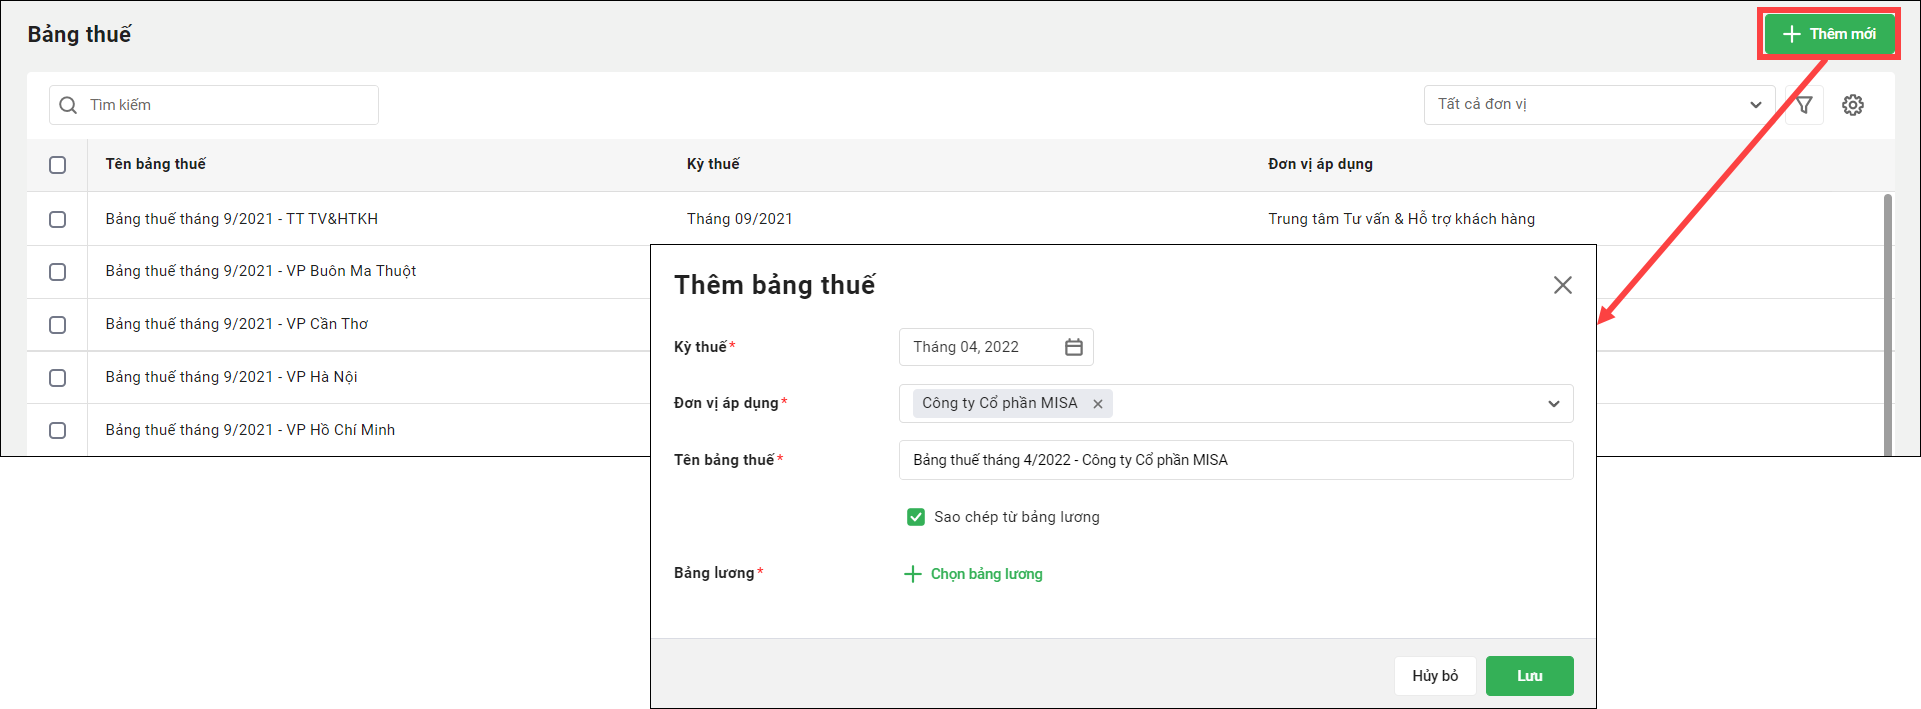 Bảng thuế
Thêm mới
Tìm kiếm
Tất cả đơn vị
Tên bảng thuế Kỳ thuế Đơn vị áp dụng
Bảng thuế tháng 9/2021 - TT TV&HTKH Tháng 09/2021 Trung tâm Tư vấn & Hỗ trợ khách hàng
Bảng thuế tháng 9/2021 - VP Buôn Ma Thuột
Bảng thuế tháng 9/2021 - VP Cần Thơ
Bảng thuế tháng 9/2021 - VP Hà Nội
Bảng thuế tháng 9/2021 - VP Hồ Chí Minh
Thêm bảng thuế
Kỳ thuế* Tháng 04, 2022
Đơn vị áp dụng* Công ty Cổ phần MISA
Tên bảng thuế* Bảng thuế tháng 4/2022 - Công ty Cổ phần MISA
Sao chép từ bảng lương
Bảng lương* Chọn bảng lương
Hủy bỏ Lưu